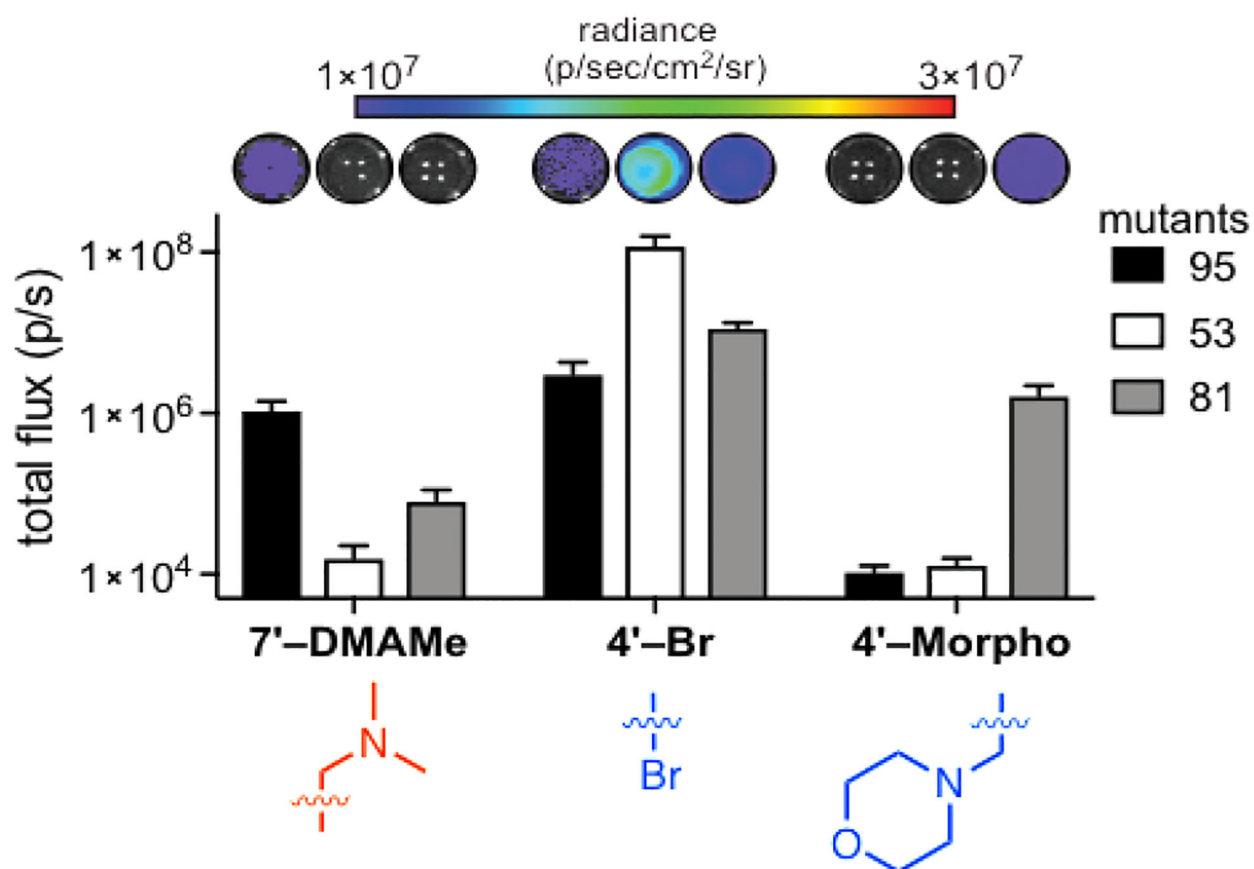 radiance
(p/sec/cm²/sr)
1×10⁷
3×10⁷
total flux (p/s)
1×10⁸
1×10⁶
1×10⁴
mutants
95
53
81
7'–DMAMe
4'–Br
4'–Morpho
N
Br
N
O